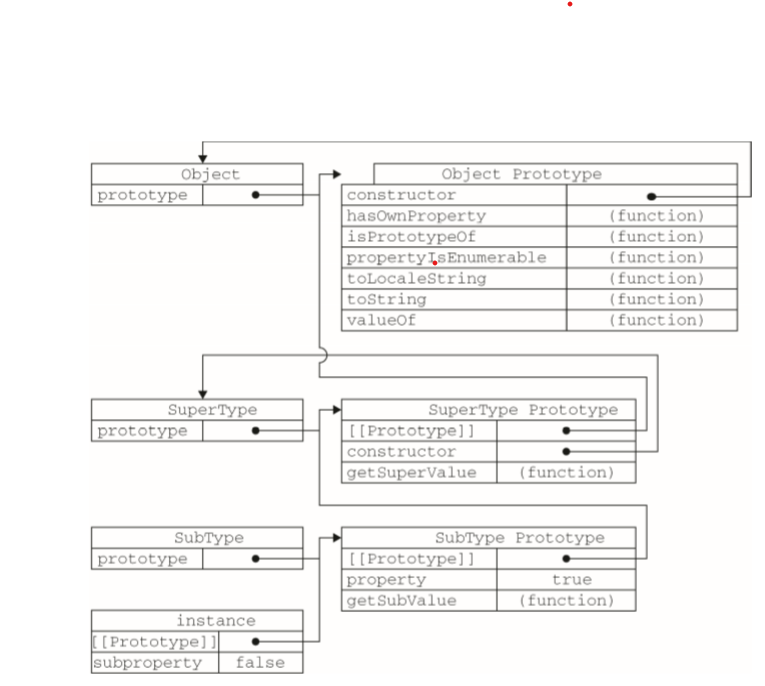 Object
prototype
Object Prototype
constructor
hasOwnProperty (function)
isPrototypeOf (function)
propertyIsEnumerable (function)
toLocaleString (function)
toString (function)
valueOf (function)
SuperType
prototype
SuperType Prototype
[[Prototype]]
constructor
getSuperValue (function)
SubType
prototype
SubType Prototype
[[Prototype]]
property true
getSubValue (function)
instance
[[Prototype]]
subproperty false